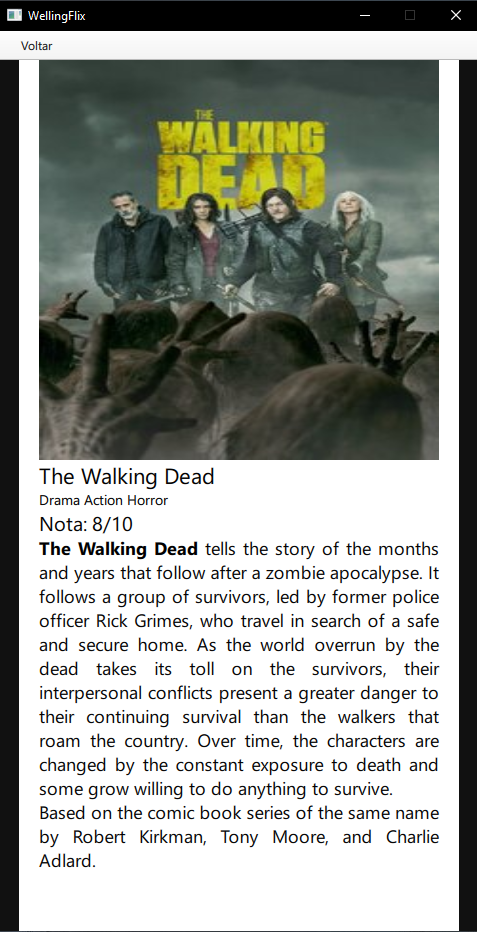 WellingFlix
Voltar
THE
WALKING
DEAD
The Walking Dead
Drama Action Horror
Nota: 8/10
The Walking Dead tells the story of the months
and years that follow after a zombie apocalypse. It
follows a group of survivors, led by former police
officer Rick Grimes, who travel in search of a safe
and secure home. As the world overrun by the
dead takes its toll on the survivors, their
interpersonal conflicts present a greater danger to
their continuing survival than the walkers that
roam the country. Over time, the characters are
changed by the constant exposure to death and
some grow willing to do anything to survive.
Based on the comic book series of the same name
by Robert Kirkman, Tony Moore, and Charlie
Adlard.